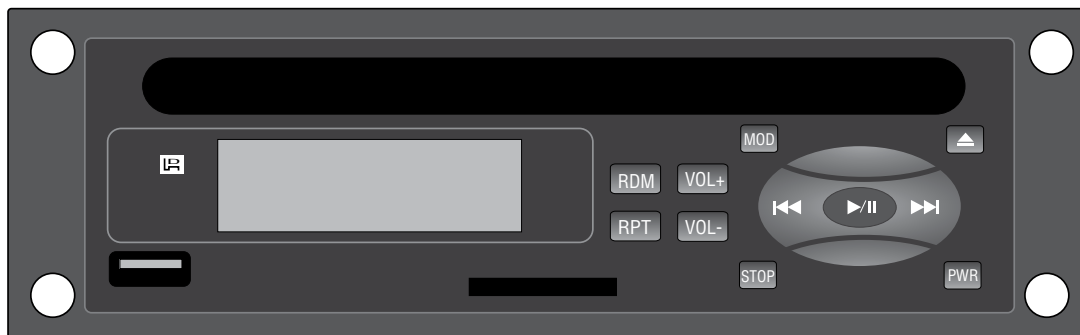 MOD
RDM
VOL+
RPT
VOL-
STOP
PWR